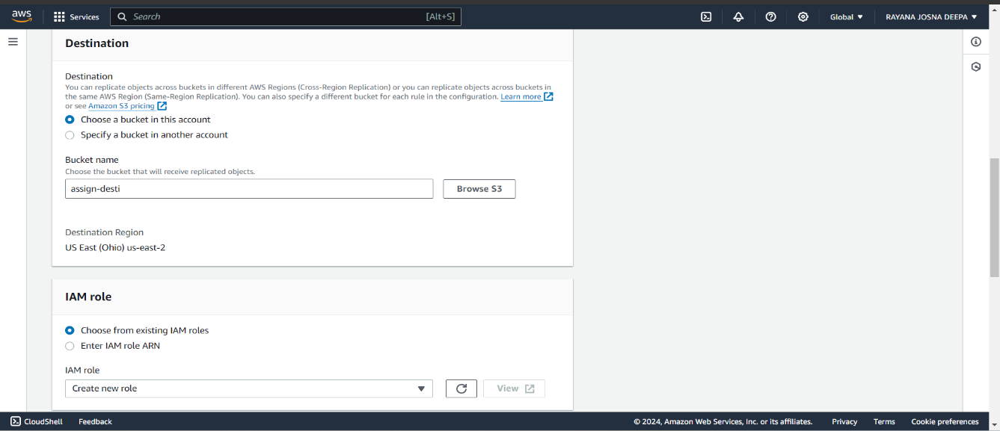 aws
Services
Search
[Alt+S]
Global
RAYANA JOSNA DEEPA
Destination
Destination
You can replicate objects across buckets in different AWS Regions (Cross-Region Replication) or you can replicate objects across buckets in
the same AWS Region (Same-Region Replication). You can also specify a different bucket for each rule in the configuration. Learn more
or see Amazon S3 pricing
Choose a bucket in this account
Specify a bucket in another account
Bucket name
Choose the bucket that will receive replicated objects.
assign-desti
Browse S3
Destination Region
US East (Ohio) us-east-2
IAM role
Choose from existing IAM roles
Enter IAM role ARN
IAM role
Create new role
View
CloudShell
Feedback
© 2024, Amazon Web Services, Inc. or its affiliates.
Privacy
Terms
Cookie preferences